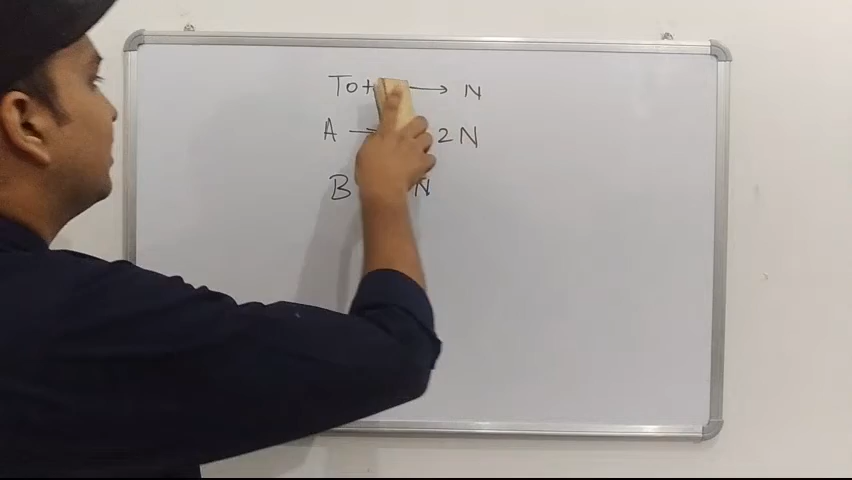 Tot → N
A → 2N
B N